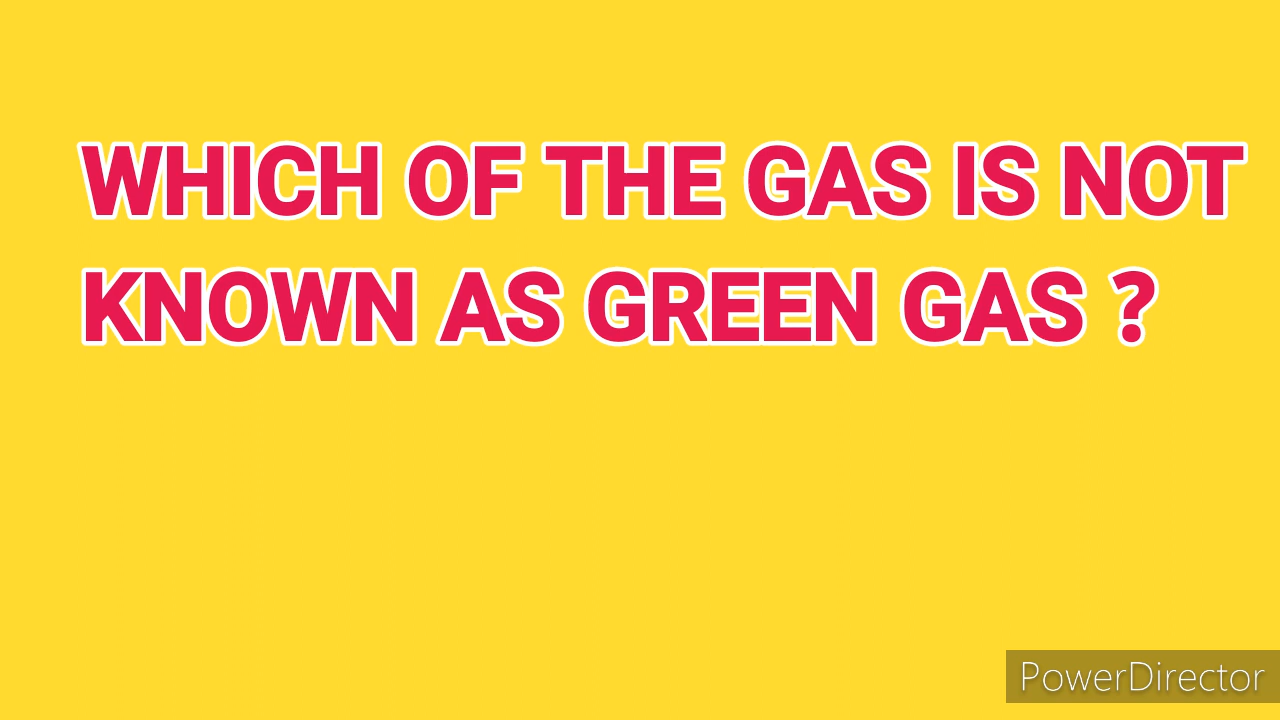 WHICH OF THE GAS IS NOT
KNOWN AS GREEN GAS ?
PowerDirector